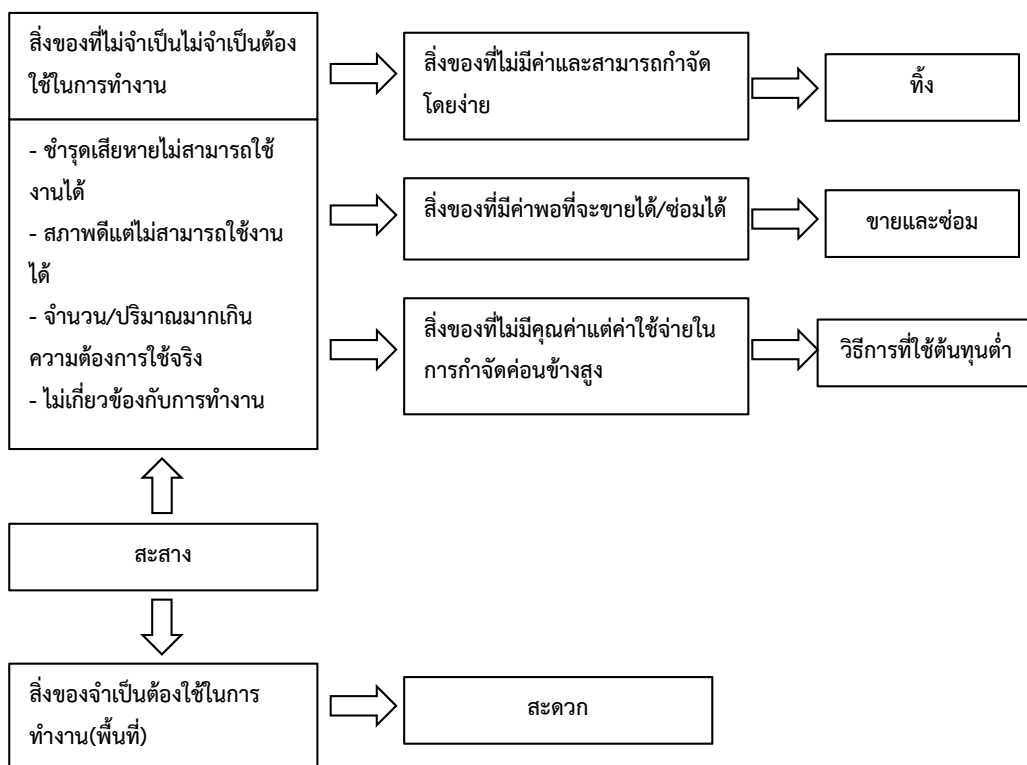 สิ่งของที่ไม่จำเป็นไม่จำเป็นต้อง
ใช้ในการทำงาน
สิ่งของที่ไม่มีค่าและสามารถกำจัด
โดยง่าย
ทิ้ง
- ชำรุดเสียหายไม่สามารถใช้
งานได้
- สภาพดีแต่ไม่สามารถใช้งาน
ได้
- จำนวน/ปริมาณมากเกิน
ความต้องการใช้จริง
- ไม่เกี่ยวข้องกับการทำงาน
สิ่งของที่มีค่าพอที่จะขายได้/ซ่อมได้
ขายและซ่อม
สิ่งของที่ไม่มีคุณค่าแต่ค่าใช้จ่ายใน
การกำจัดค่อนข้างสูง
วิธีการที่ใช้ต้นทุนต่ำ
สะสาง
สิ่งของจำเป็นต้องใช้ในการ
ทำงาน(พื้นที่)
สะดวก